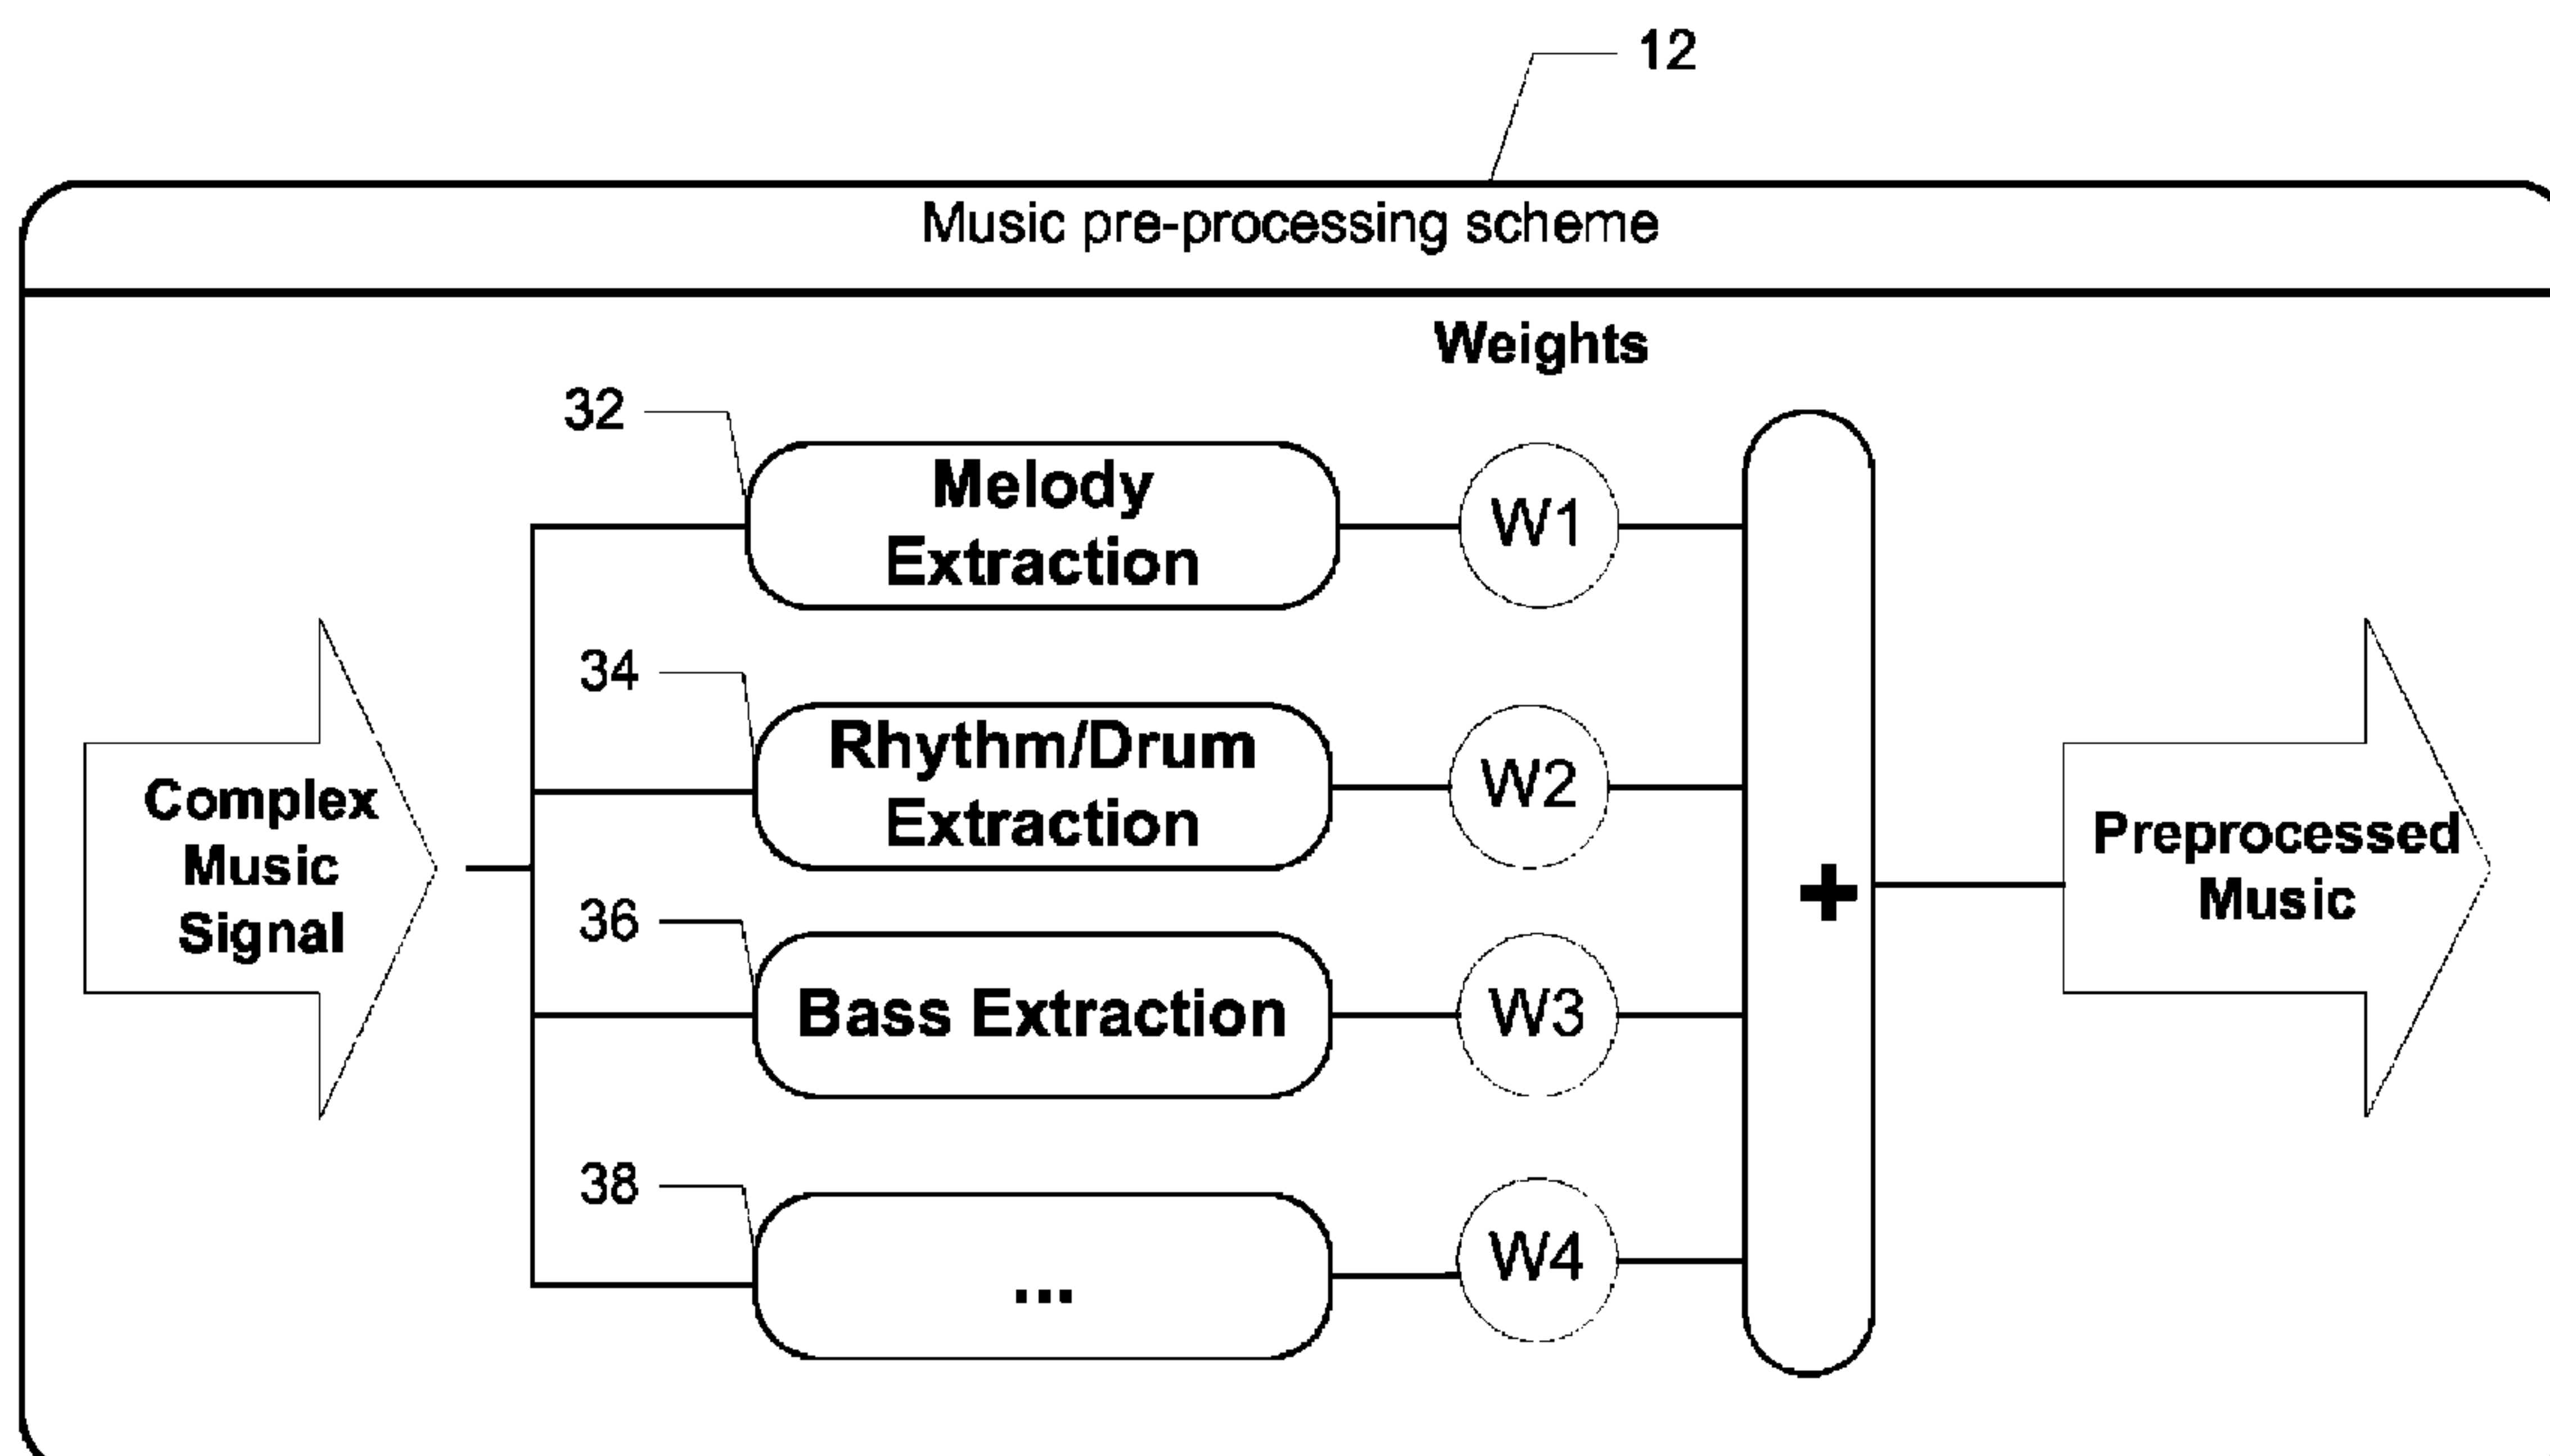 12
Music pre-processing scheme
Weights
32
Melody
Extraction
W1
34
Rhythm/Drum
Extraction
W2
Complex
Music
Signal
+
Preprocessed
Music
36
Bass Extraction
W3
38
...
W4